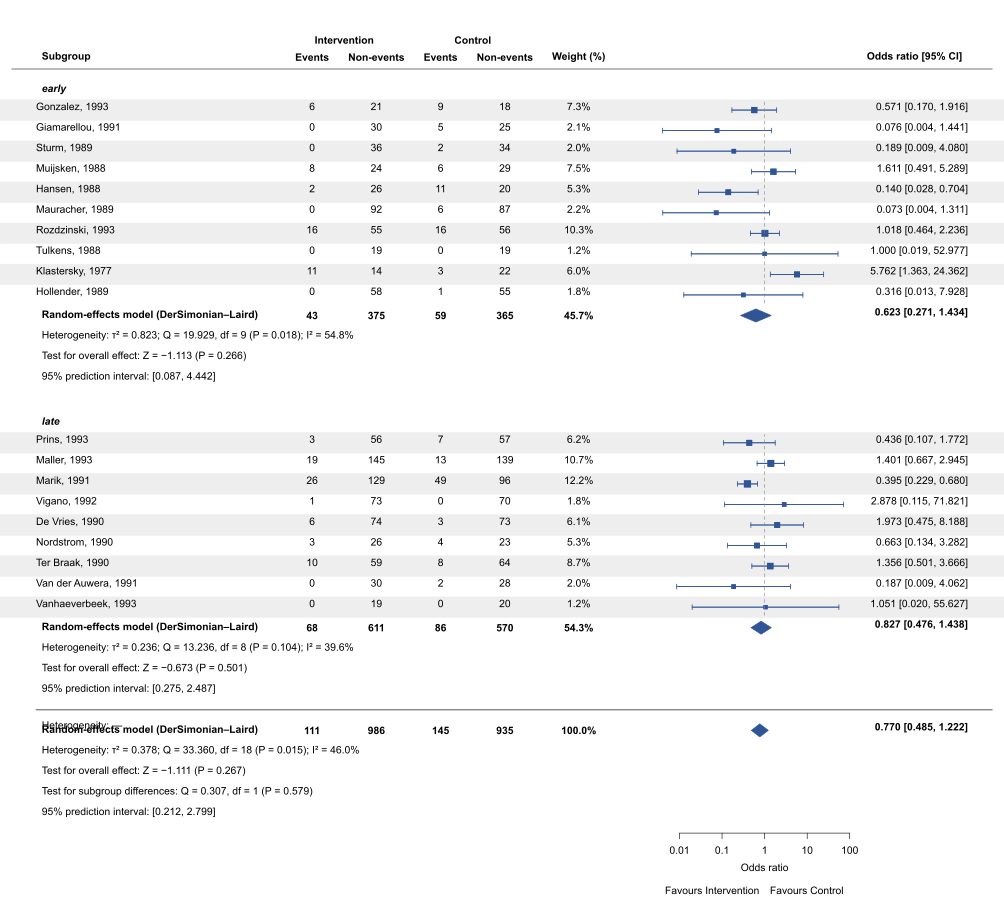 Intervention Control
Subgroup Events Non-events Events Non-events Weight (%) Odds ratio [95% CI]
early
Gonzalez, 1993 6 21 9 18 7.3% 0.571 [0.170, 1.916]
Giamarellou, 1991 0 30 5 25 2.1% 0.076 [0.004, 1.441]
Sturm, 1989 0 36 2 34 2.0% 0.189 [0.009, 4.080]
Muijsken, 1988 8 24 6 29 7.5% 1.611 [0.491, 5.289]
Hansen, 1988 2 26 11 20 5.3% 0.140 [0.028, 0.704]
Mauracher, 1989 0 92 6 87 2.2% 0.073 [0.004, 1.311]
Rozdzinski, 1993 16 55 16 56 10.3% 1.018 [0.464, 2.236]
Tulkens, 1988 0 19 0 19 1.2% 1.000 [0.019, 52.977]
Klastersky, 1977 11 14 3 22 6.0% 5.762 [1.363, 24.362]
Hollender, 1989 0 58 1 55 1.8% 0.316 [0.013, 7.928]
Random-effects model (DerSimonian–Laird) 43 375 59 365 45.7% 0.623 [0.271, 1.434]
Heterogeneity: τ² = 0.823; Q = 19.929, df = 9 (P = 0.018); I² = 54.8%
Test for overall effect: Z = −1.113 (P = 0.266)
95% prediction interval: [0.087, 4.442]
late
Prins, 1993 3 56 7 57 6.2% 0.436 [0.107, 1.772]
Maller, 1993 19 145 13 139 10.7% 1.401 [0.667, 2.945]
Marik, 1991 26 129 49 96 12.2% 0.395 [0.229, 0.680]
Vigano, 1992 1 73 0 70 1.8% 2.878 [0.115, 71.821]
De Vries, 1990 6 74 3 73 6.1% 1.973 [0.475, 8.188]
Nordstrom, 1990 3 26 4 23 5.3% 0.663 [0.134, 3.282]
Ter Braak, 1990 10 59 8 64 8.7% 1.356 [0.501, 3.666]
Van der Auwera, 1991 0 30 2 28 2.0% 0.187 [0.009, 4.062]
Vanhaeverbeek, 1993 0 19 0 20 1.2% 1.051 [0.020, 55.627]
Random-effects model (DerSimonian–Laird) 68 611 86 570 54.3% 0.827 [0.476, 1.438]
Heterogeneity: τ² = 0.236; Q = 13.236, df = 8 (P = 0.104); I² = 39.6%
Test for overall effect: Z = −0.673 (P = 0.501)
95% prediction interval: [0.275, 2.487]
Heterogeneity: —
Random-effects model (DerSimonian–Laird) 111 986 145 935 100.0% 0.770 [0.485, 1.222]
Heterogeneity: τ² = 0.378; Q = 33.360, df = 18 (P = 0.015); I² = 46.0%
Test for overall effect: Z = −1.111 (P = 0.267)
Test for subgroup differences: Q = 0.307, df = 1 (P = 0.579)
95% prediction interval: [0.212, 2.799]
0.01 0.1 1 10 100
Odds ratio
Favours Intervention Favours Control